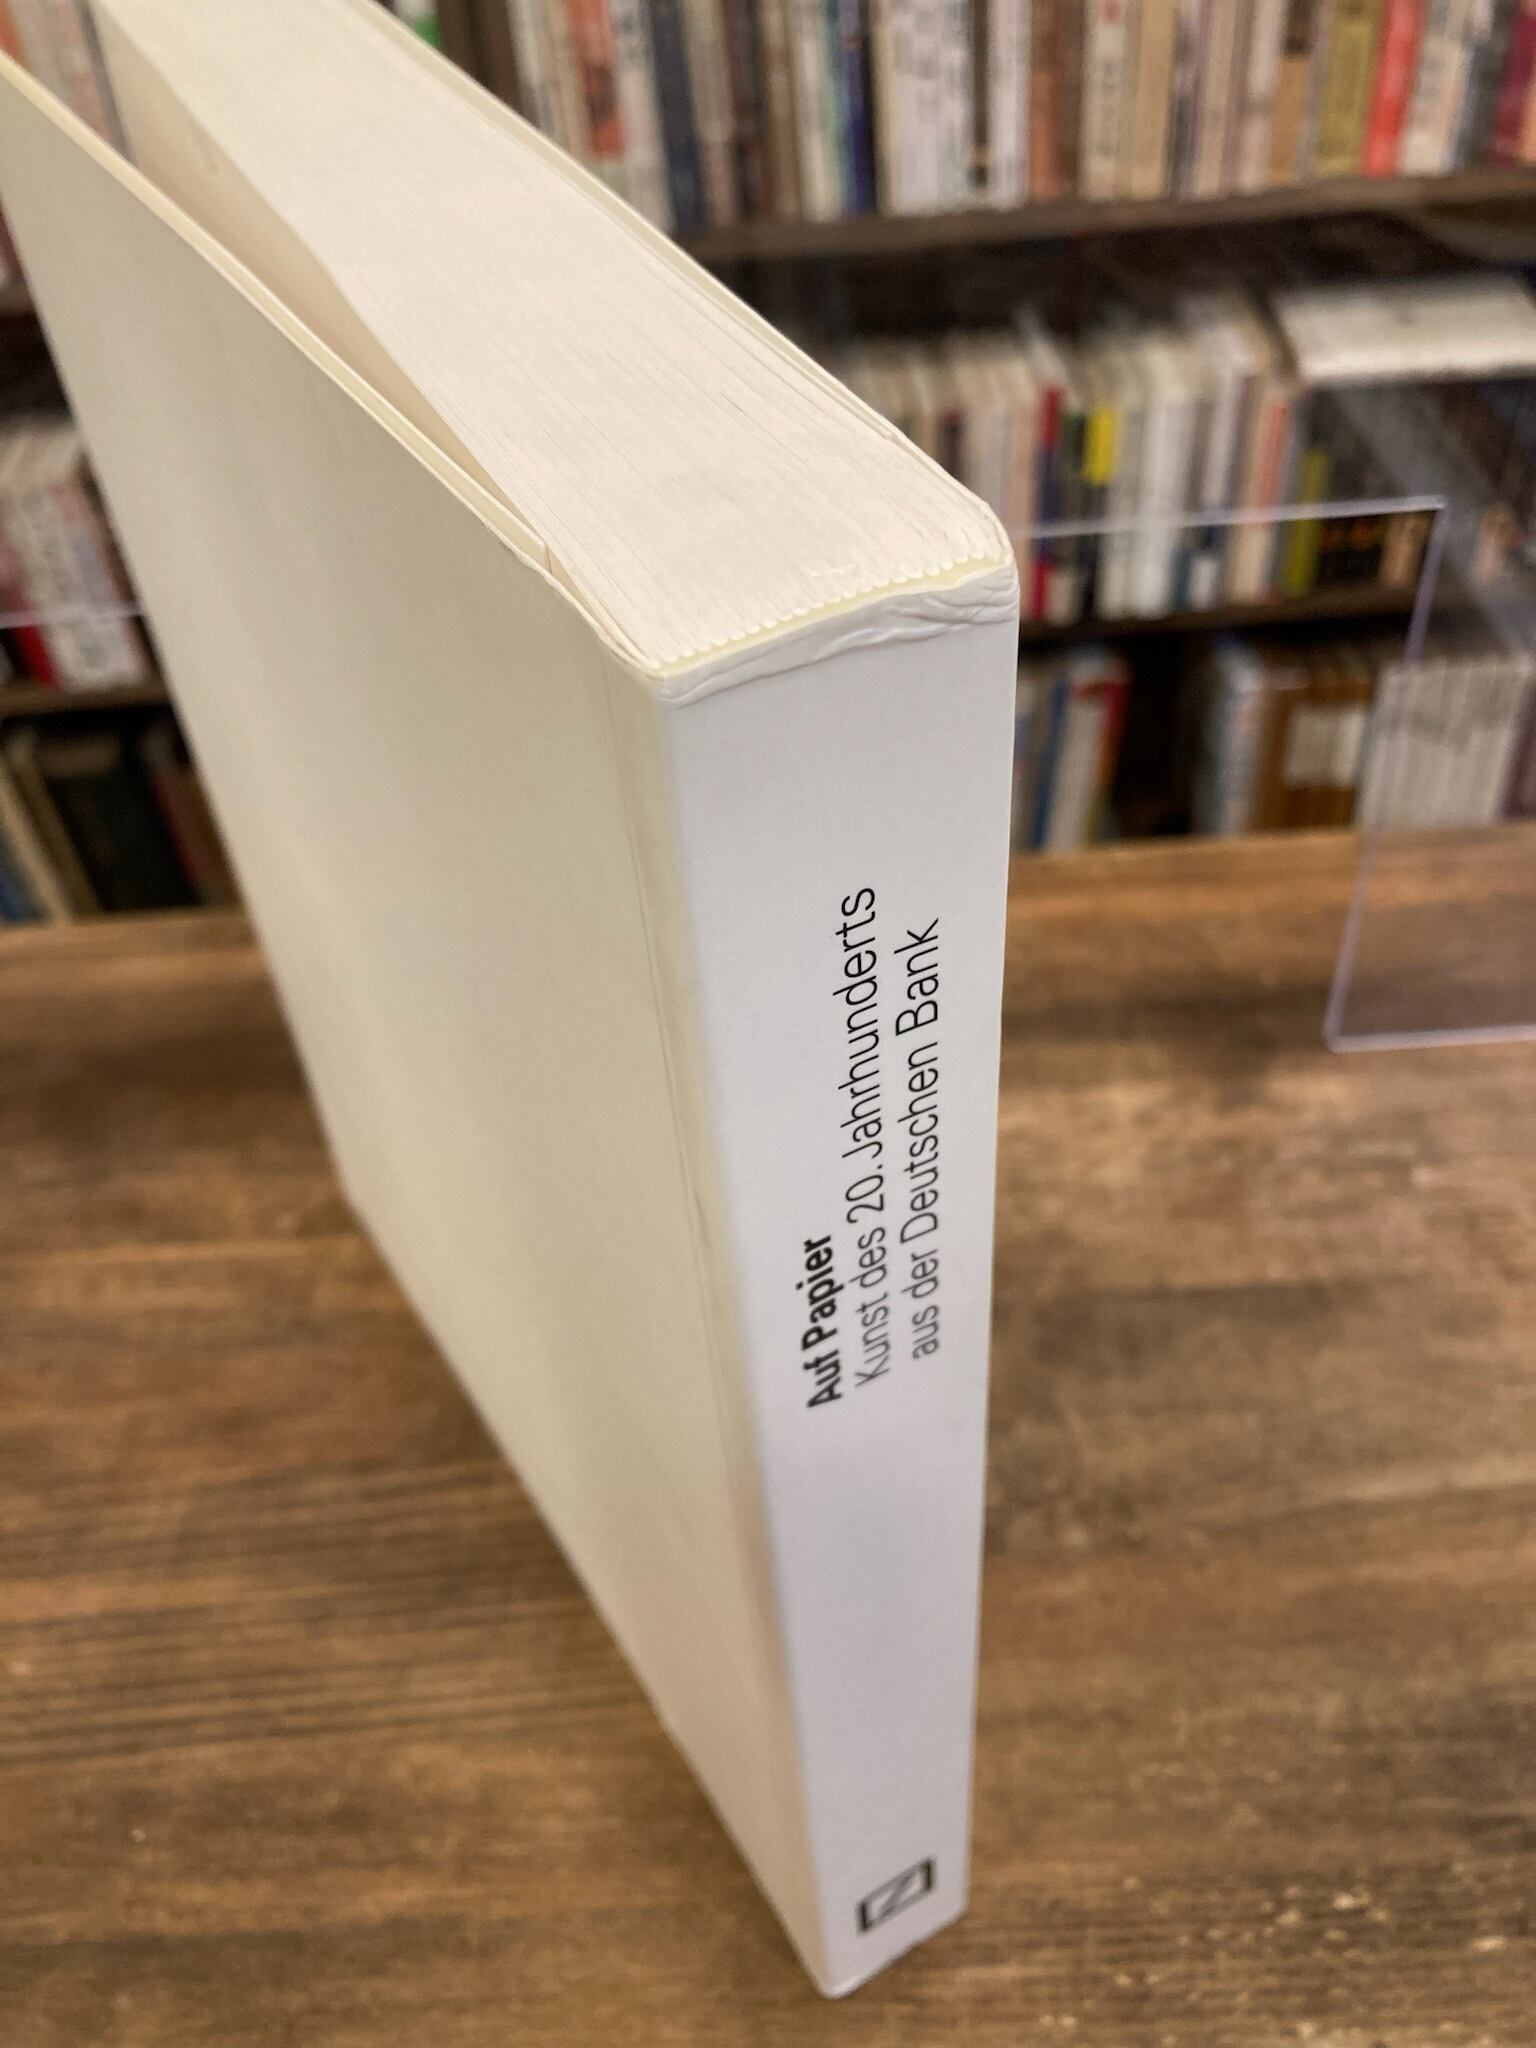 Auf Papier
Kunst des 20. Jahrhunderts
aus der Deutschen Bank